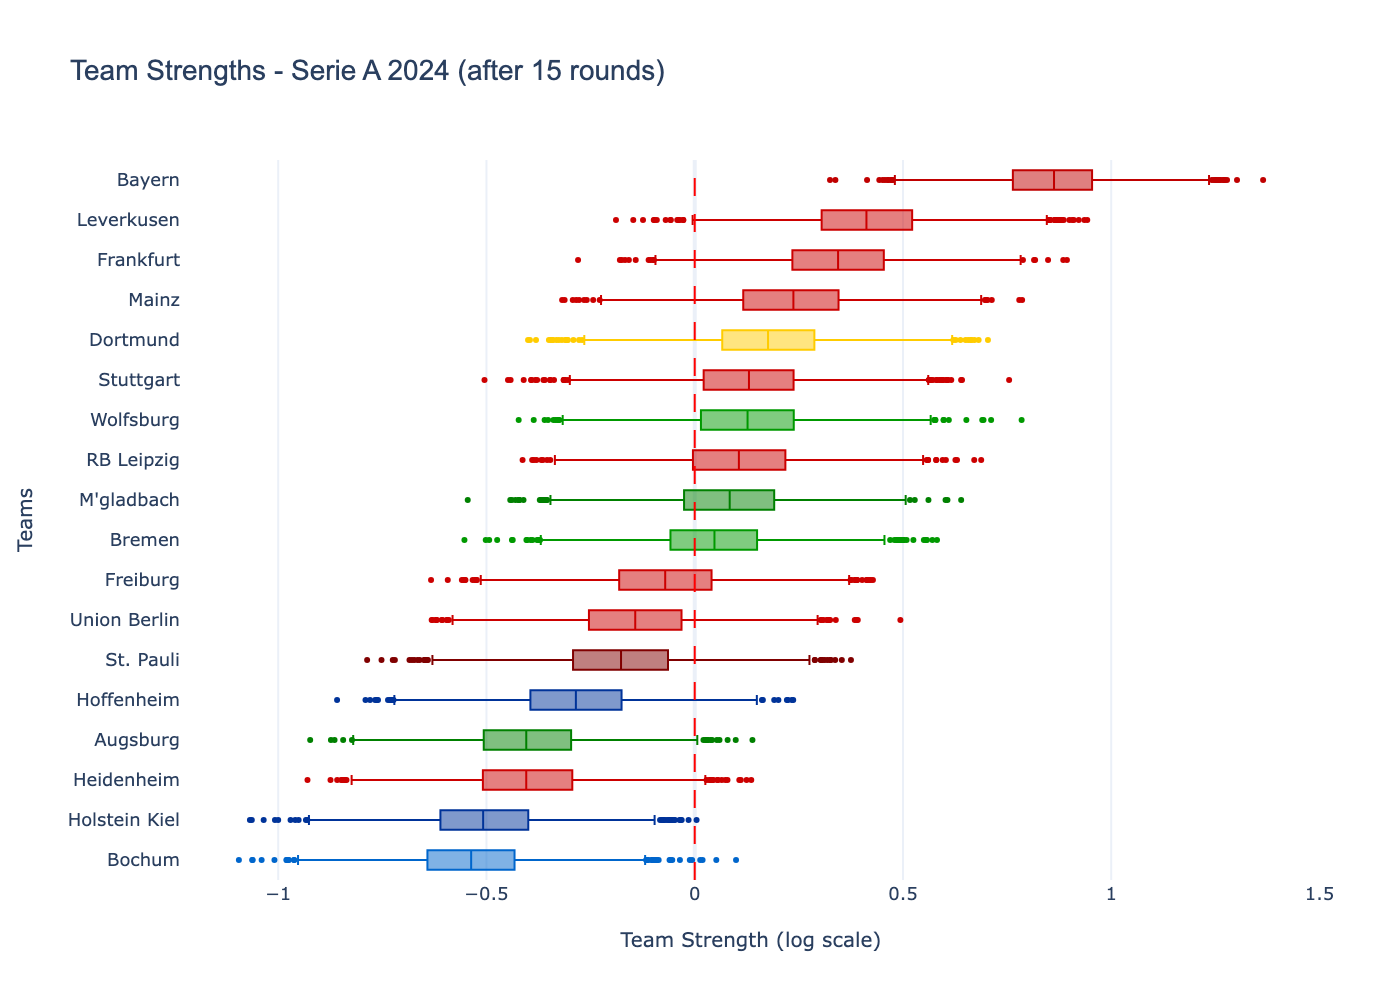 Team Strengths - Serie A 2024 (after 15 rounds)
Teams
Bayern
Leverkusen
Frankfurt
Mainz
Dortmund
Stuttgart
Wolfsburg
RB Leipzig
M'gladbach
Bremen
Freiburg
Union Berlin
St. Pauli
Hoffenheim
Augsburg
Heidenheim
Holstein Kiel
Bochum
−1 −0.5 0 0.5 1 1.5
Team Strength (log scale)